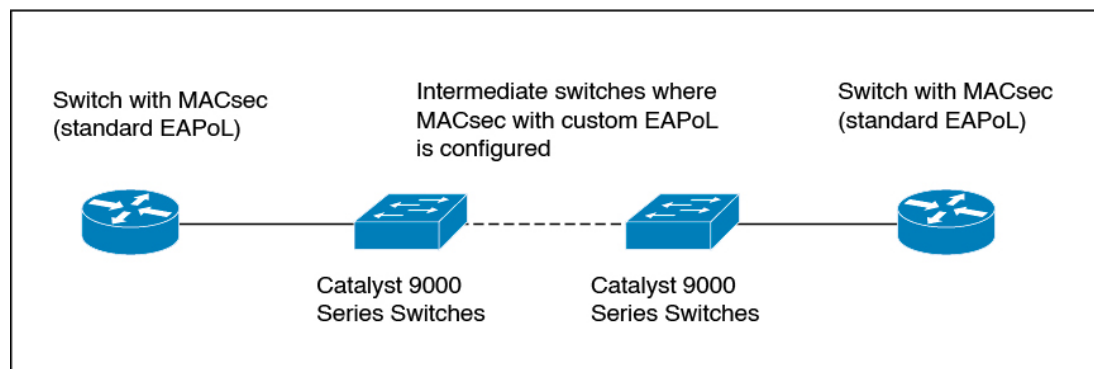 Switch with MACsec
(standard EAPoL)
Intermediate switches where
MACsec with custom EAPoL
is configured
Switch with MACsec
(standard EAPoL)
Catalyst 9000
Series Switches
Catalyst 9000
Series Switches